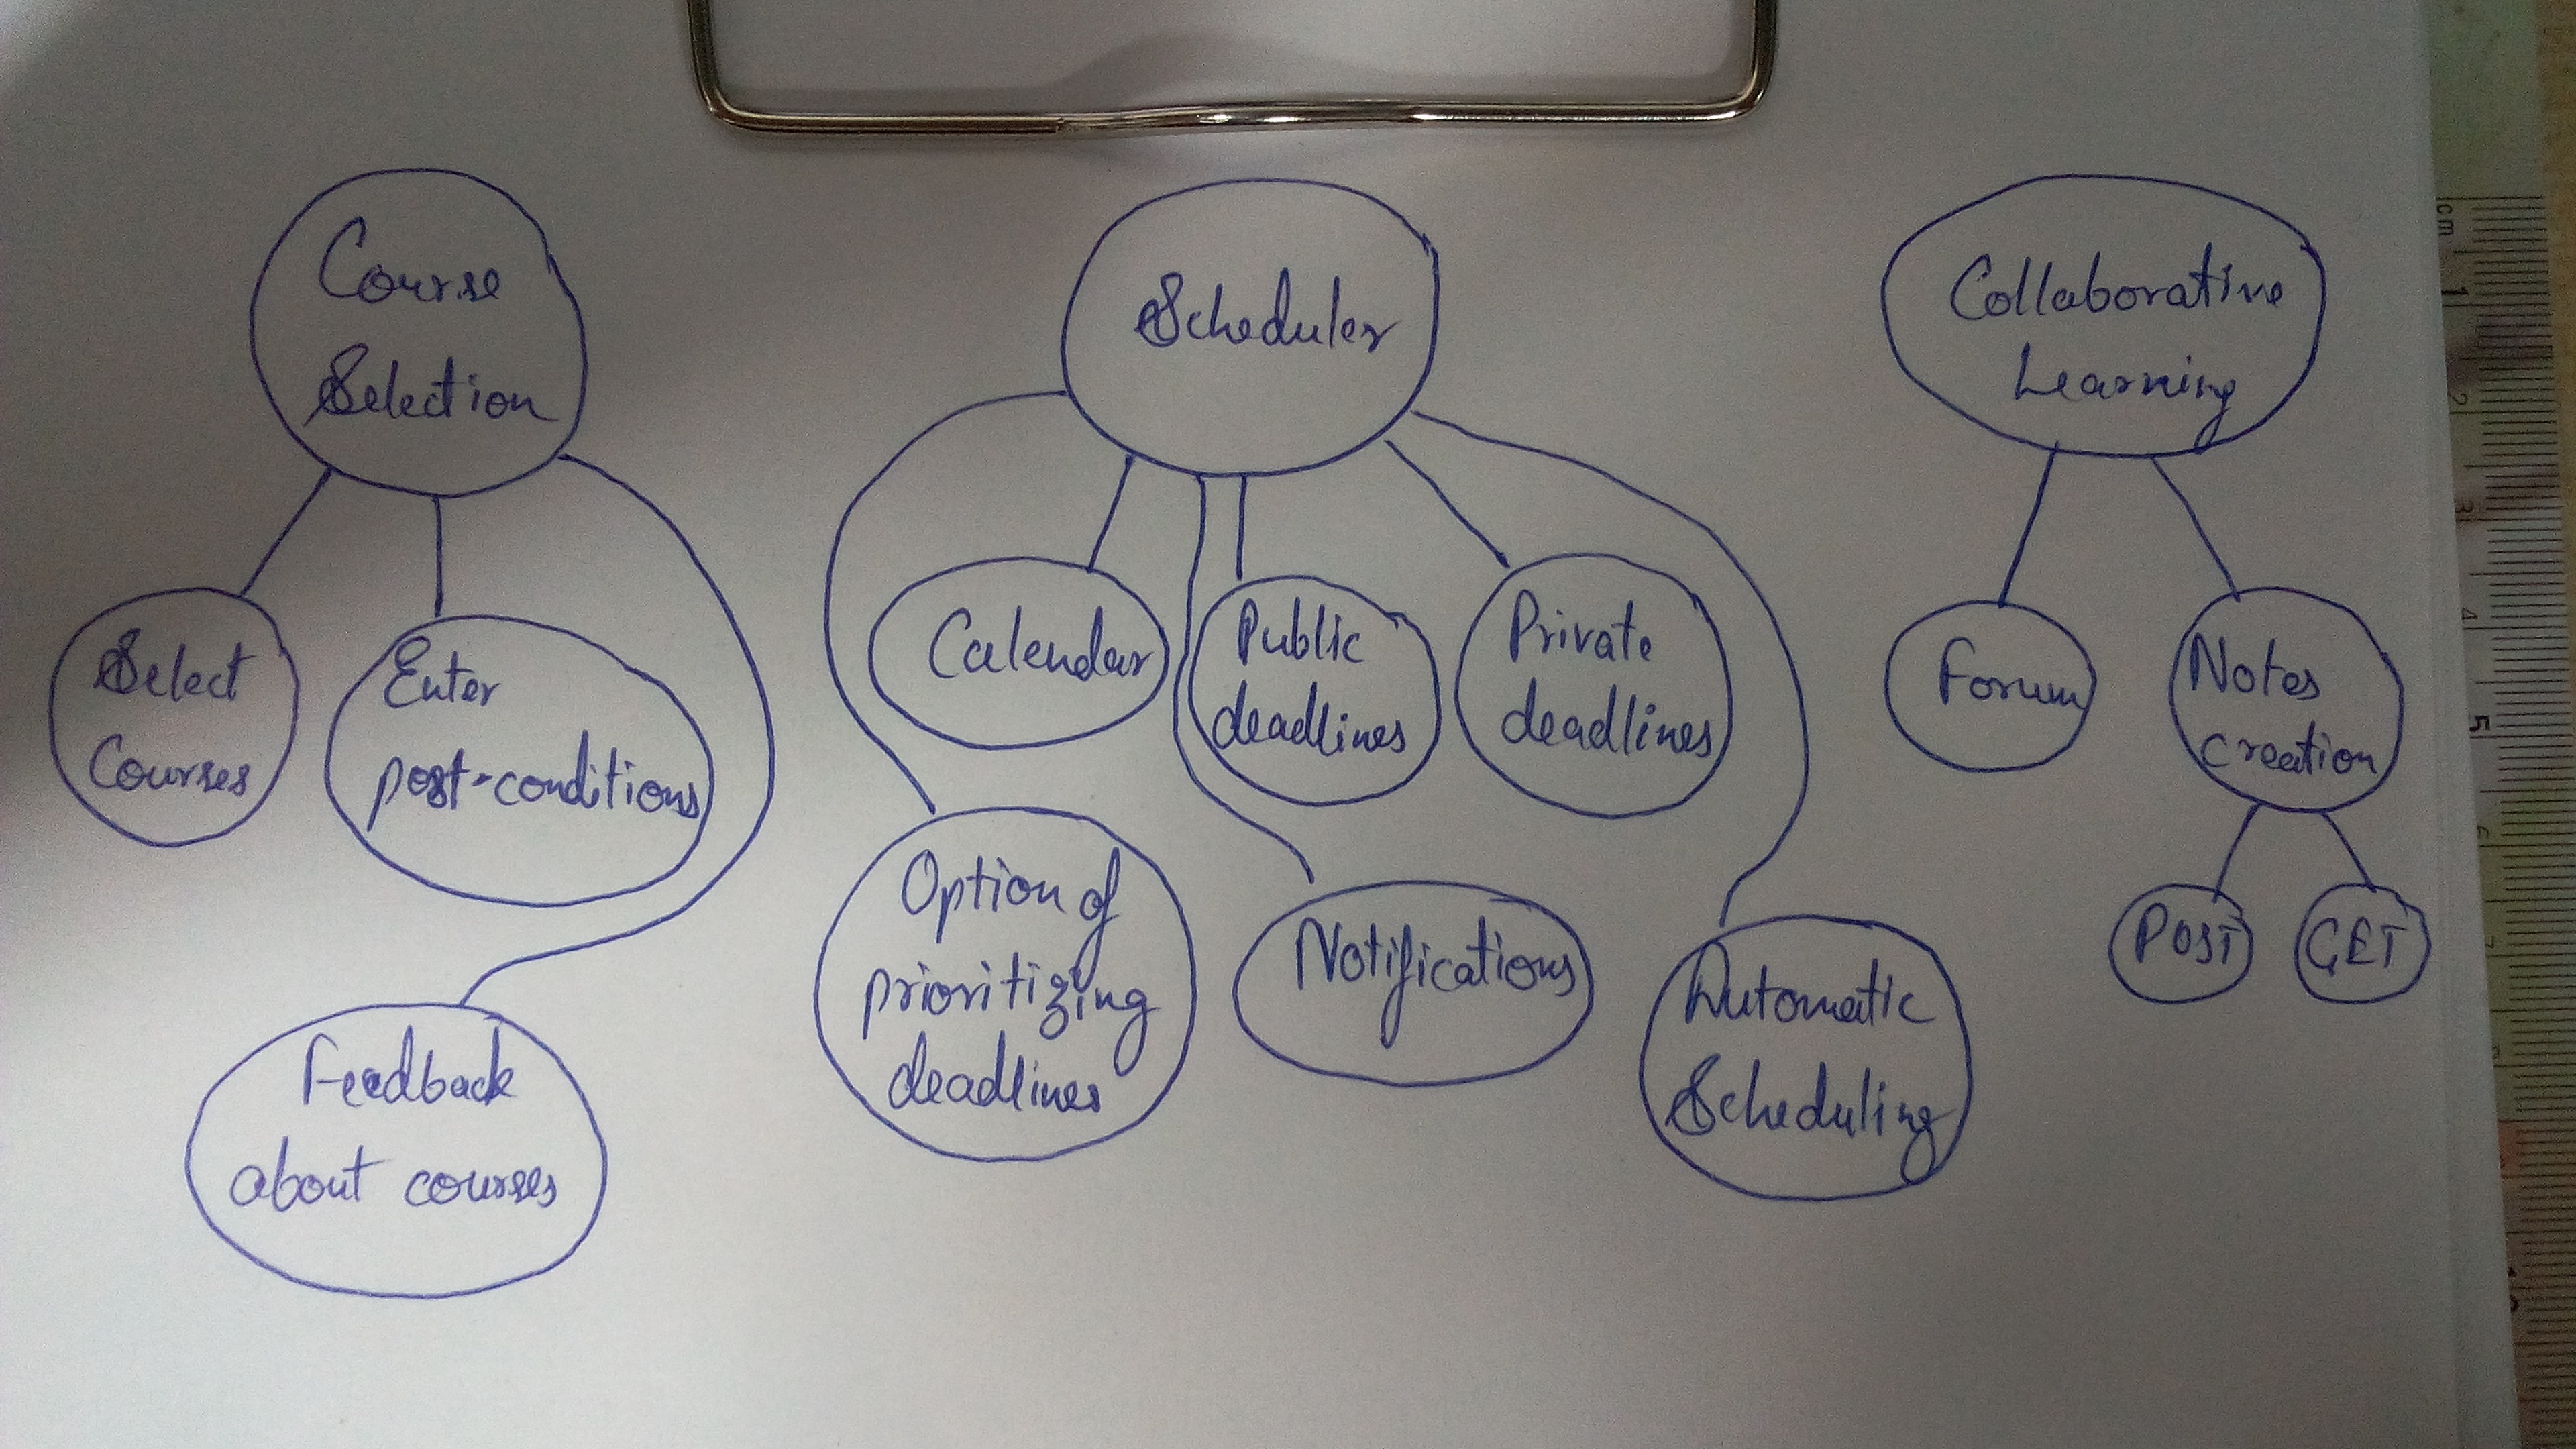 Course
Selection
Select
Courses
Enter
post-conditions
Feedback
about courses
Scheduler
Calendar
Public
deadlines
Private
deadlines
Option of
prioritizing
deadlines
Notifications
Automatic
Scheduling
Collaborative
Learning
Forum
Notes
creation
POST
GET
cm
1
2
3
4
5
6
7